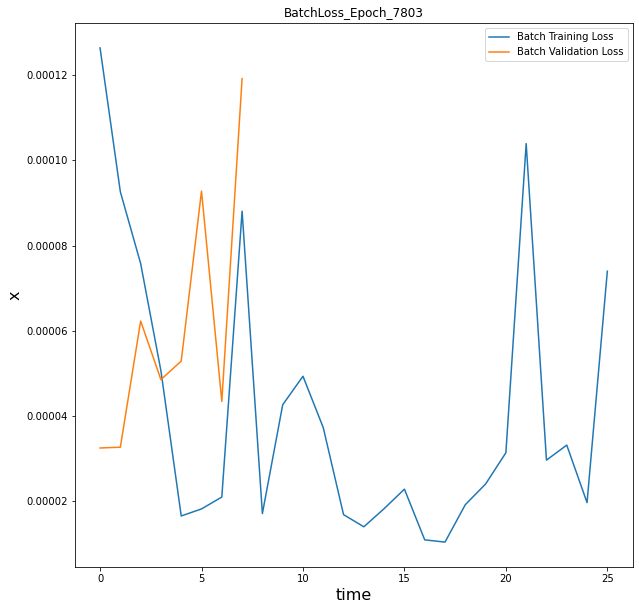 BatchLoss_Epoch_7803
Batch Training Loss
Batch Validation Loss
0.00012
0.00010
0.00008
0.00006
0.00004
0.00002
x
0 5 10 15 20 25
time